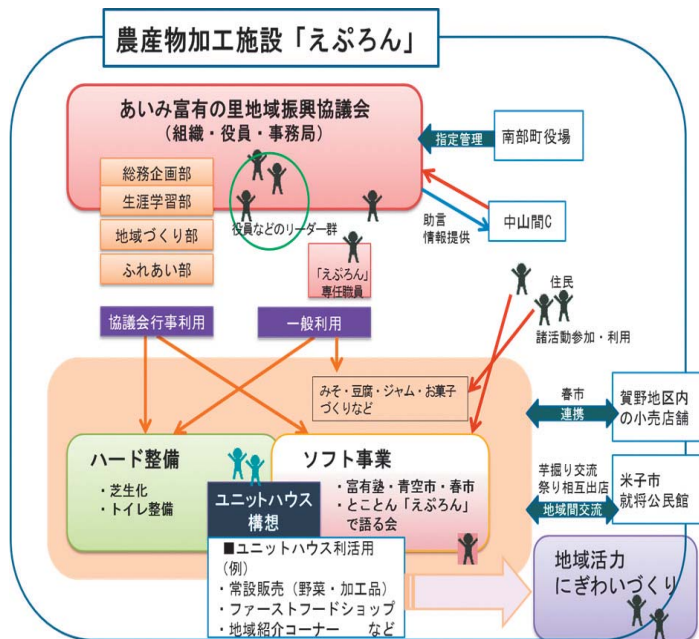 農産物加工施設「えぷろん」
あいみ富有の里地域振興協議会
(組織・役員・事務局)
指定管理
南部町役場
総務企画部
生涯学習部
地域づくり部
ふれあい部
役員などのリーダー群
「えぷろん」
専任職員
助言
情報提供
中山間C
住民
諸活動参加・利用
協議会行事利用
一般利用
みそ・豆腐・ジャム・お菓子
づくりなど
春市
連携
賀野地区内
の小売店舗
ハード整備
・芝生化
・トイレ整備
ソフト事業
・富有塾・青空市・春市
・とことん「えぷろん」
で語る会
芋掘り交流
祭り相互出店
地域間交流
米子市
就将公民館
ユニットハウス
構想
■ユニットハウス利活用
(例)
・常設販売(野菜・加工品)
・ファーストフードショップ
・地域紹介コーナー など
地域活力
にぎわいづくり